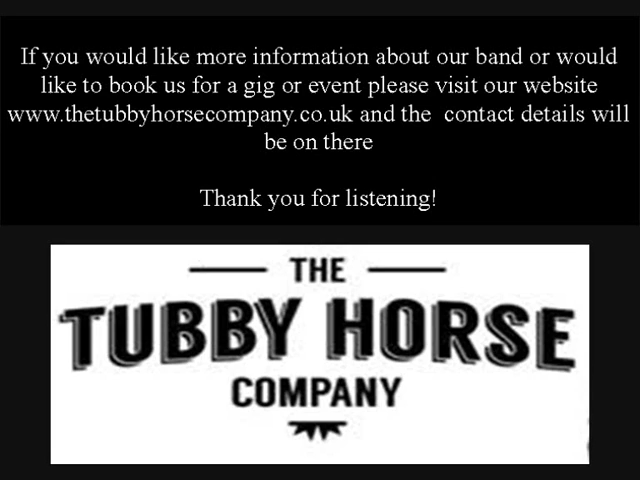 If you would like more information about our band or would
like to book us for a gig or event please visit our website
www.thetubbyhorsecompany.co.uk and the  contact details will
be on there
Thank you for listening!
THE
TUBBY HORSE
COMPANY